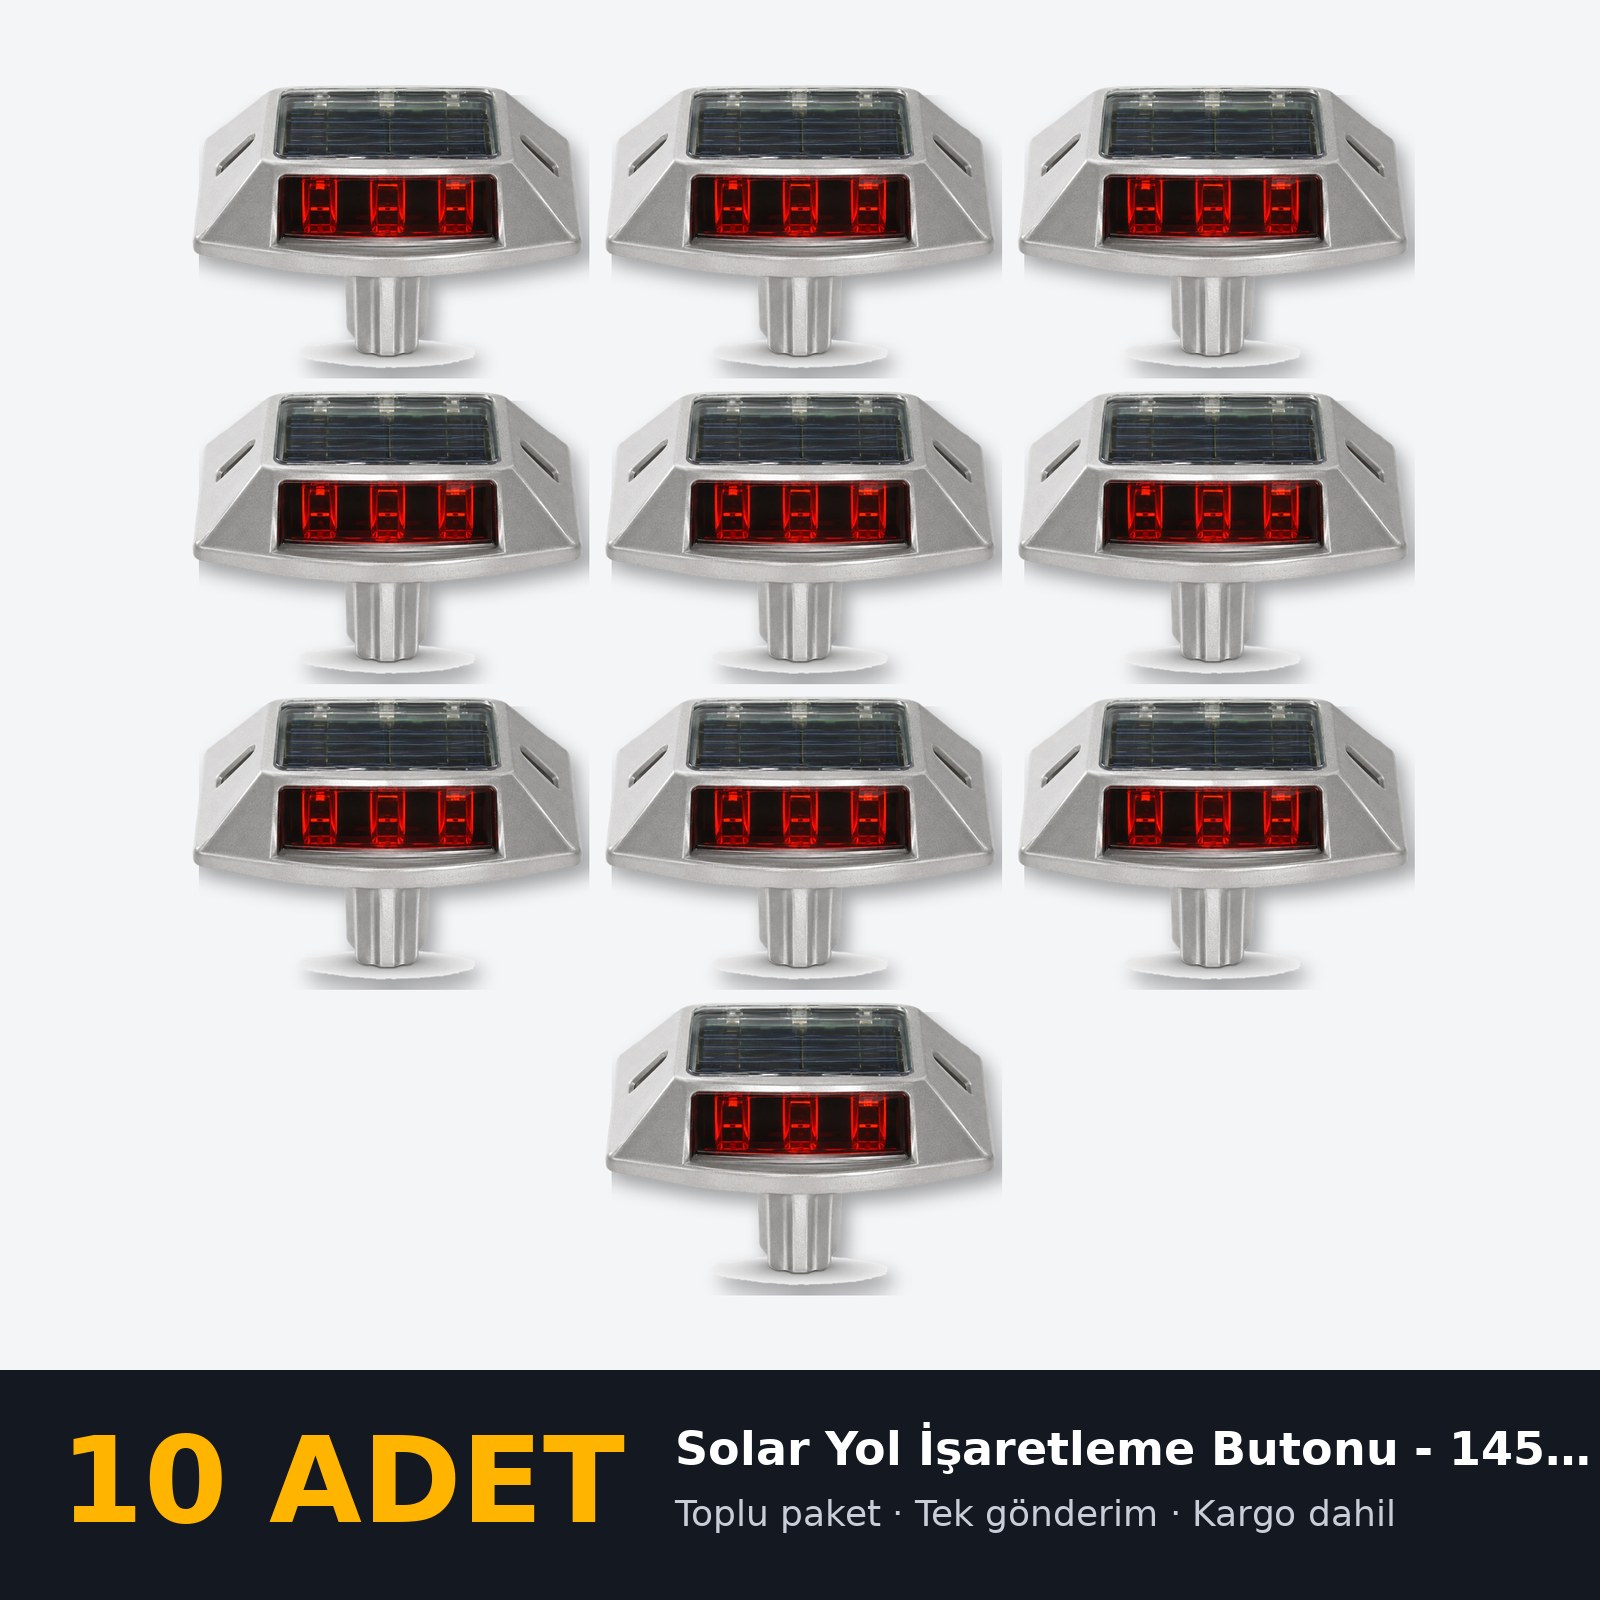 10 ADET
Solar Yol İşaretleme Butonu - 145...
Toplu paket · Tek gönderim · Kargo dahil